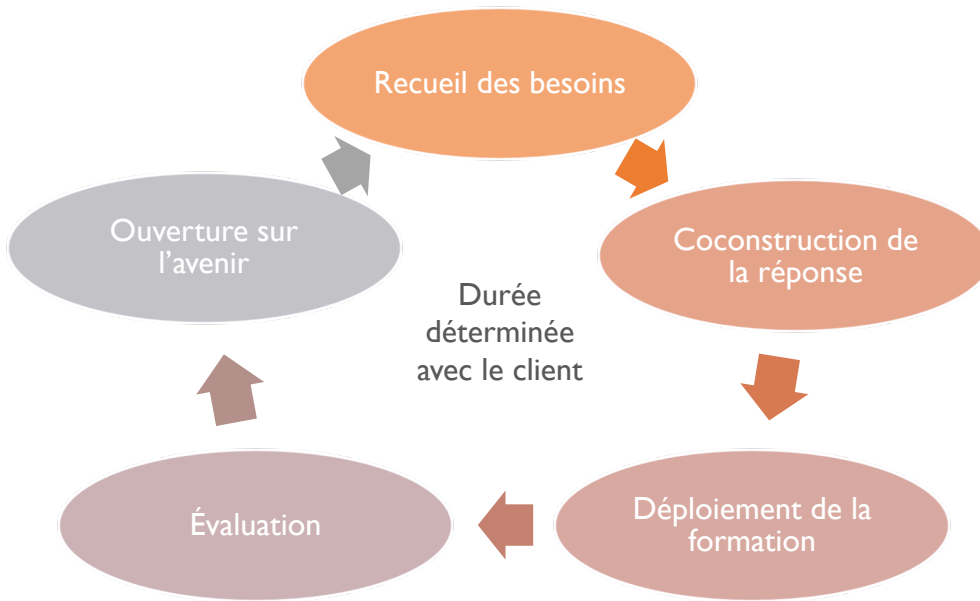 Recueil des besoins
Coconstruction de
la réponse
Déploiement de la
formation
Évaluation
Ouverture sur
l’avenir
Durée
déterminée
avec le client